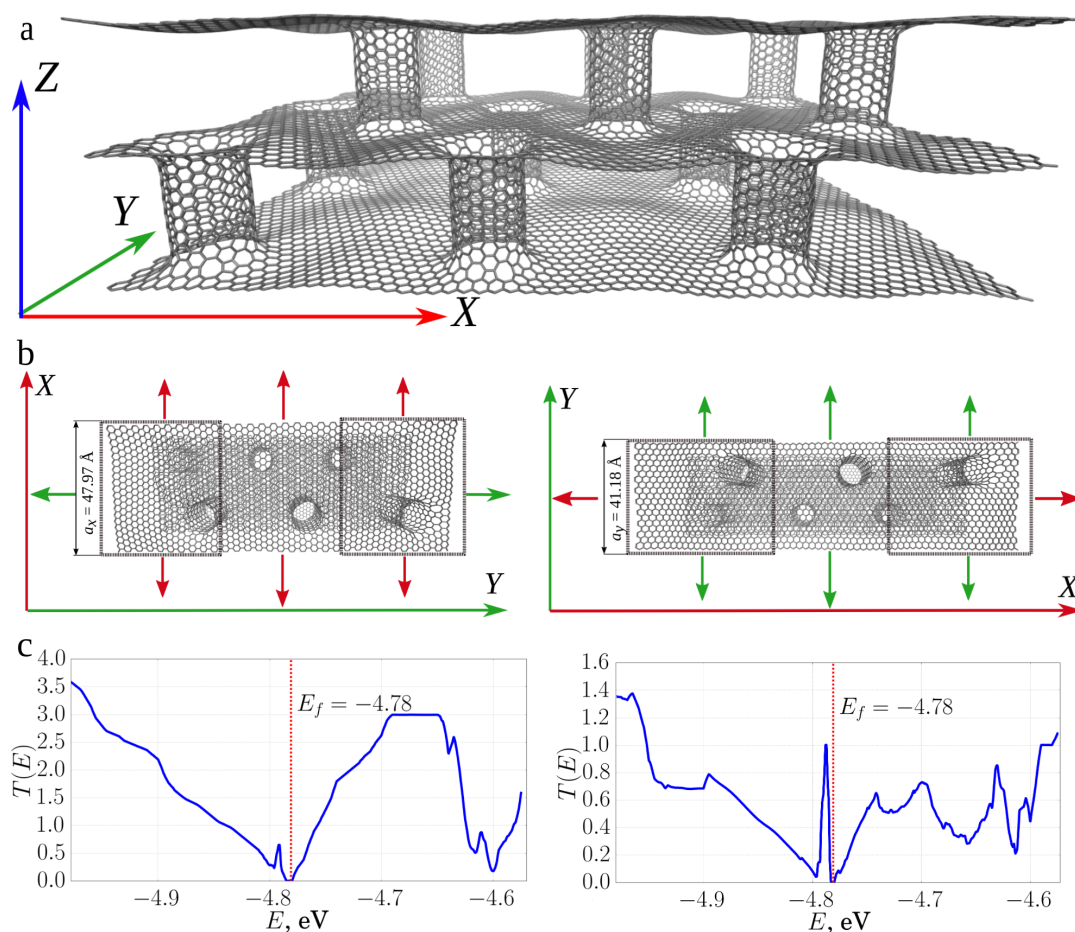 a
Z
Y
X
b
X
a_x = 47.97 Å
Y
Y
a_y = 41.18 Å
X
c
4.0
3.5
3.0
2.5
2.0
1.5
1.0
0.5
0.0
T(E)
E_f = −4.78
−4.9 −4.8 −4.7 −4.6
E, eV
1.6
1.4
1.2
1.0
0.8
0.6
0.4
0.2
0.0
T(E)
E_f = −4.78
−4.9 −4.8 −4.7 −4.6
E, eV